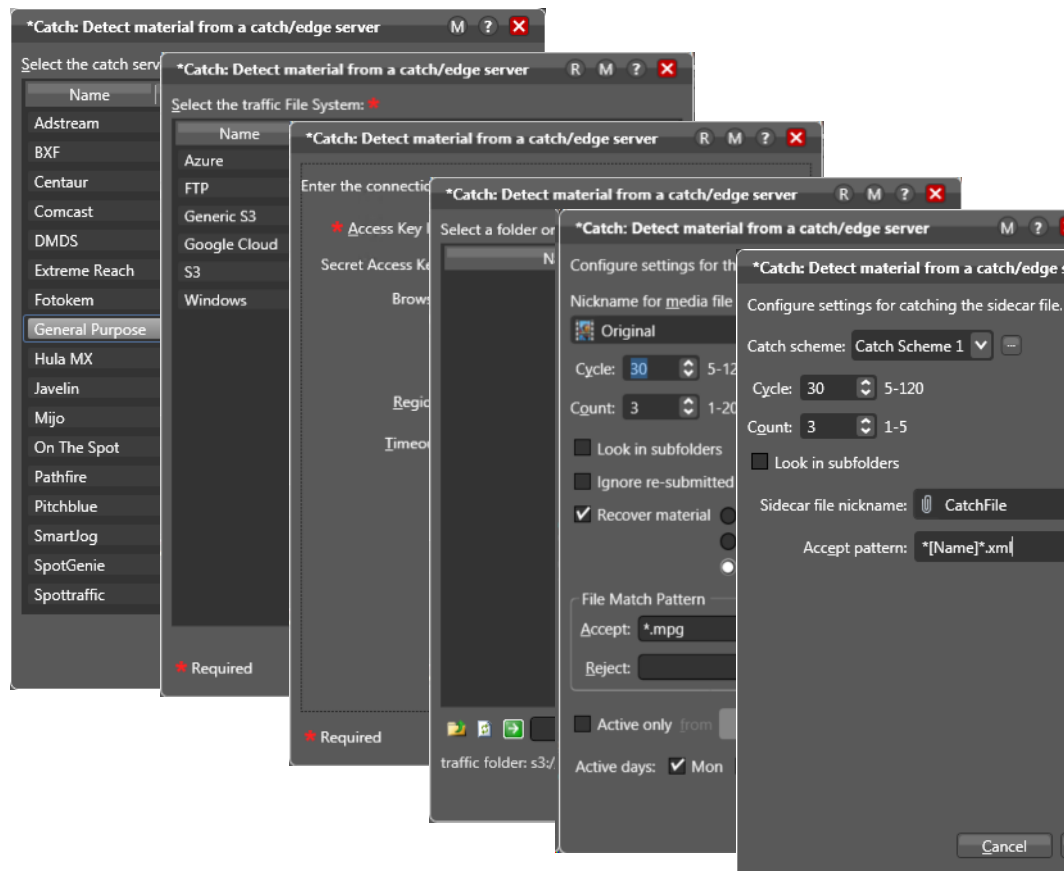 *Catch: Detect material from a catch/edge server M ?
Select the catch serv
Name
Adstream
BXF
Centaur
Comcast
DMDS
Extreme Reach
Fotokem
General Purpose
Hula MX
Javelin
Mijo
On The Spot
Pathfire
Pitchblue
SmartJog
SpotGenie
Spottraffic
*Catch: Detect material from a catch/edge server R M ?
Select the traffic File System: *
Name
Azure
FTP
Generic S3
Google Cloud
S3
Windows
* Required
*Catch: Detect material from a catch/edge server R M ?
Enter the connectio
* Access Key I
Secret Access Ke
Brows
Regio
Timeou
* Required
*Catch: Detect material from a catch/edge server R M ?
Select a folder or
N
traffic folder: s3:/
*Catch: Detect material from a catch/edge server M ?
Configure settings for th
Nickname for media file
Original
Cycle: 30 5-12
Count: 3 1-20
Look in subfolders
Ignore re-submitted
Recover material
File Match Pattern
Accept: *.mpg
Reject:
Active only from
Active days: Mon
*Catch: Detect material from a catch/edge s
Configure settings for catching the sidecar file.
Catch scheme: Catch Scheme 1 ...
Cycle: 30 5-120
Count: 3 1-5
Look in subfolders
Sidecar file nickname: CatchFile
Accept pattern: *[Name]*.xml
Cancel